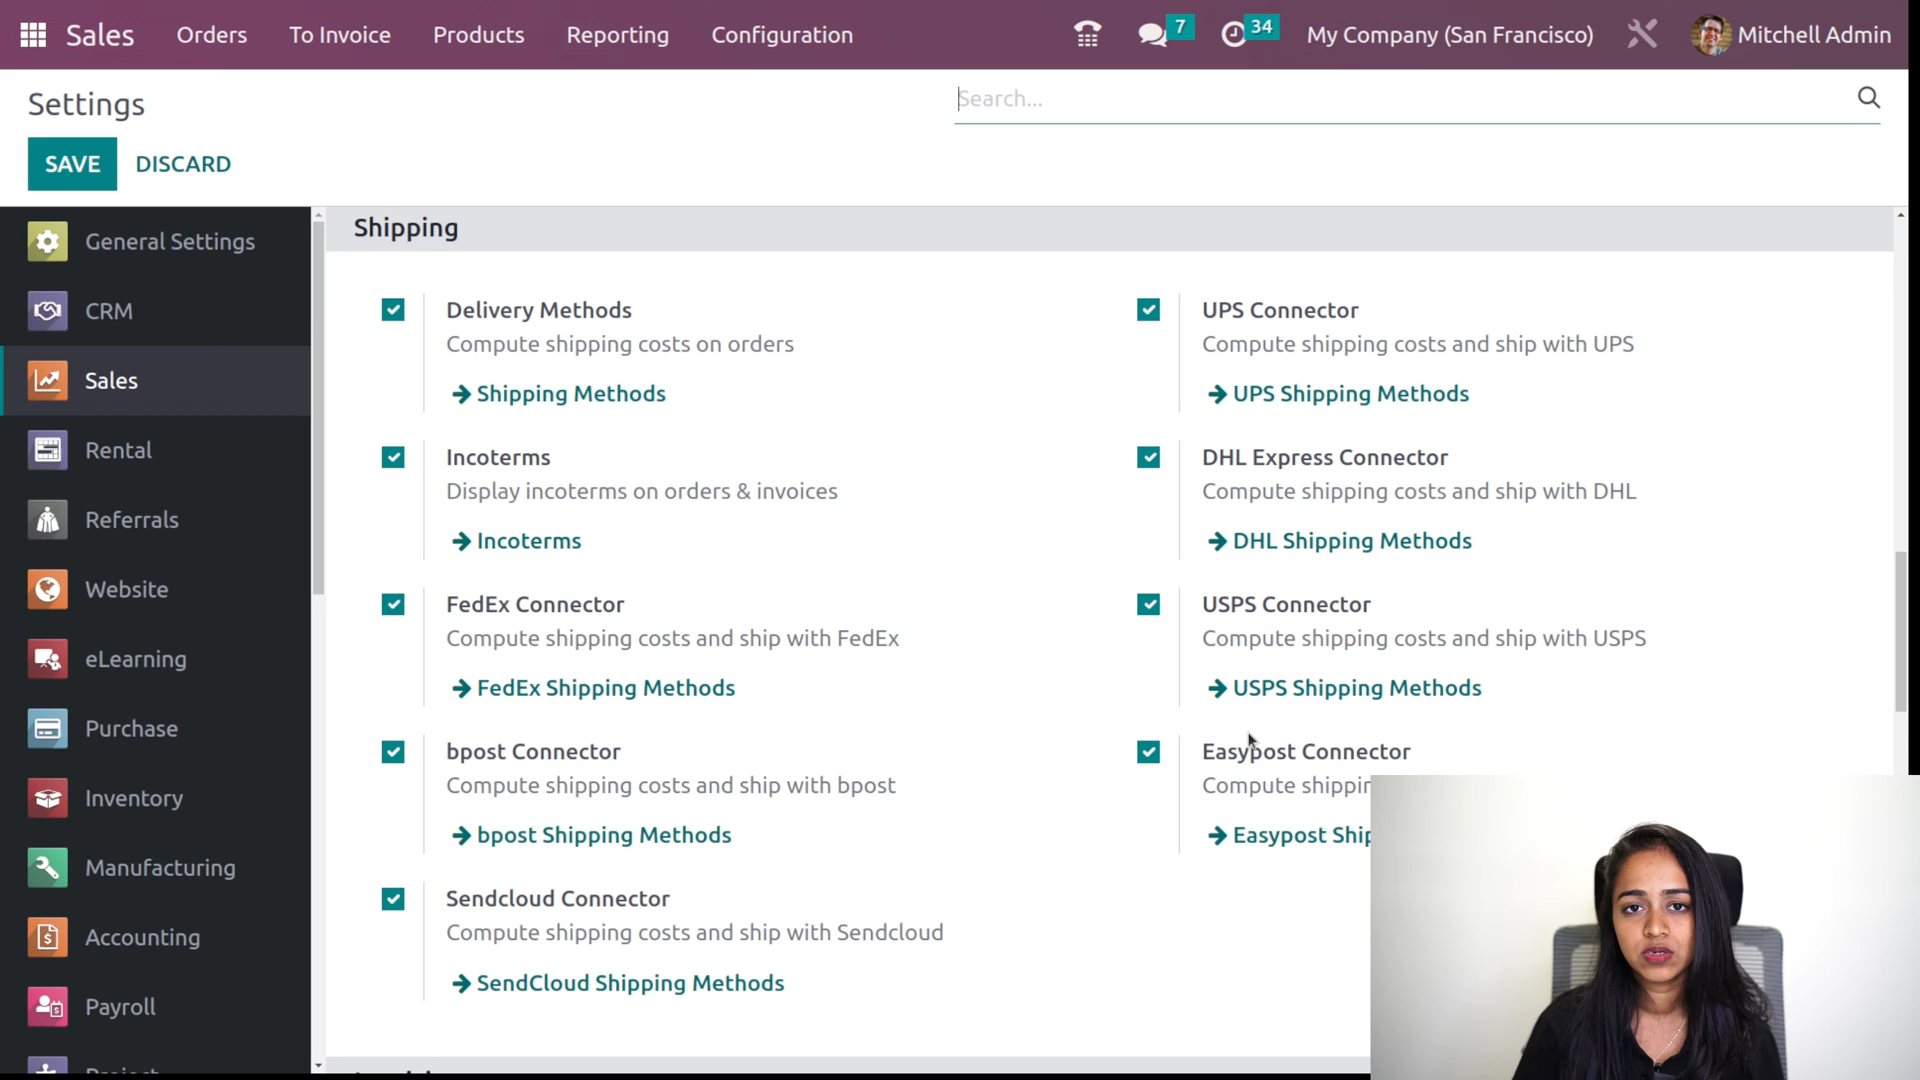 Sales Orders To Invoice Products Reporting Configuration 7 34 My Company (San Francisco) Mitchell Admin
Settings
Search...
SAVE DISCARD
General Settings
CRM
Sales
Rental
Referrals
Website
eLearning
Purchase
Inventory
Manufacturing
Accounting
Payroll
Shipping
Delivery Methods
Compute shipping costs on orders
Shipping Methods
UPS Connector
Compute shipping costs and ship with UPS
UPS Shipping Methods
Incoterms
Display incoterms on orders & invoices
Incoterms
DHL Express Connector
Compute shipping costs and ship with DHL
DHL Shipping Methods
FedEx Connector
Compute shipping costs and ship with FedEx
FedEx Shipping Methods
USPS Connector
Compute shipping costs and ship with USPS
USPS Shipping Methods
bpost Connector
Compute shipping costs and ship with bpost
bpost Shipping Methods
Easypost Connector
Compute
Easypost
Sendcloud Connector
Compute shipping costs and ship with Sendcloud
SendCloud Shipping Methods